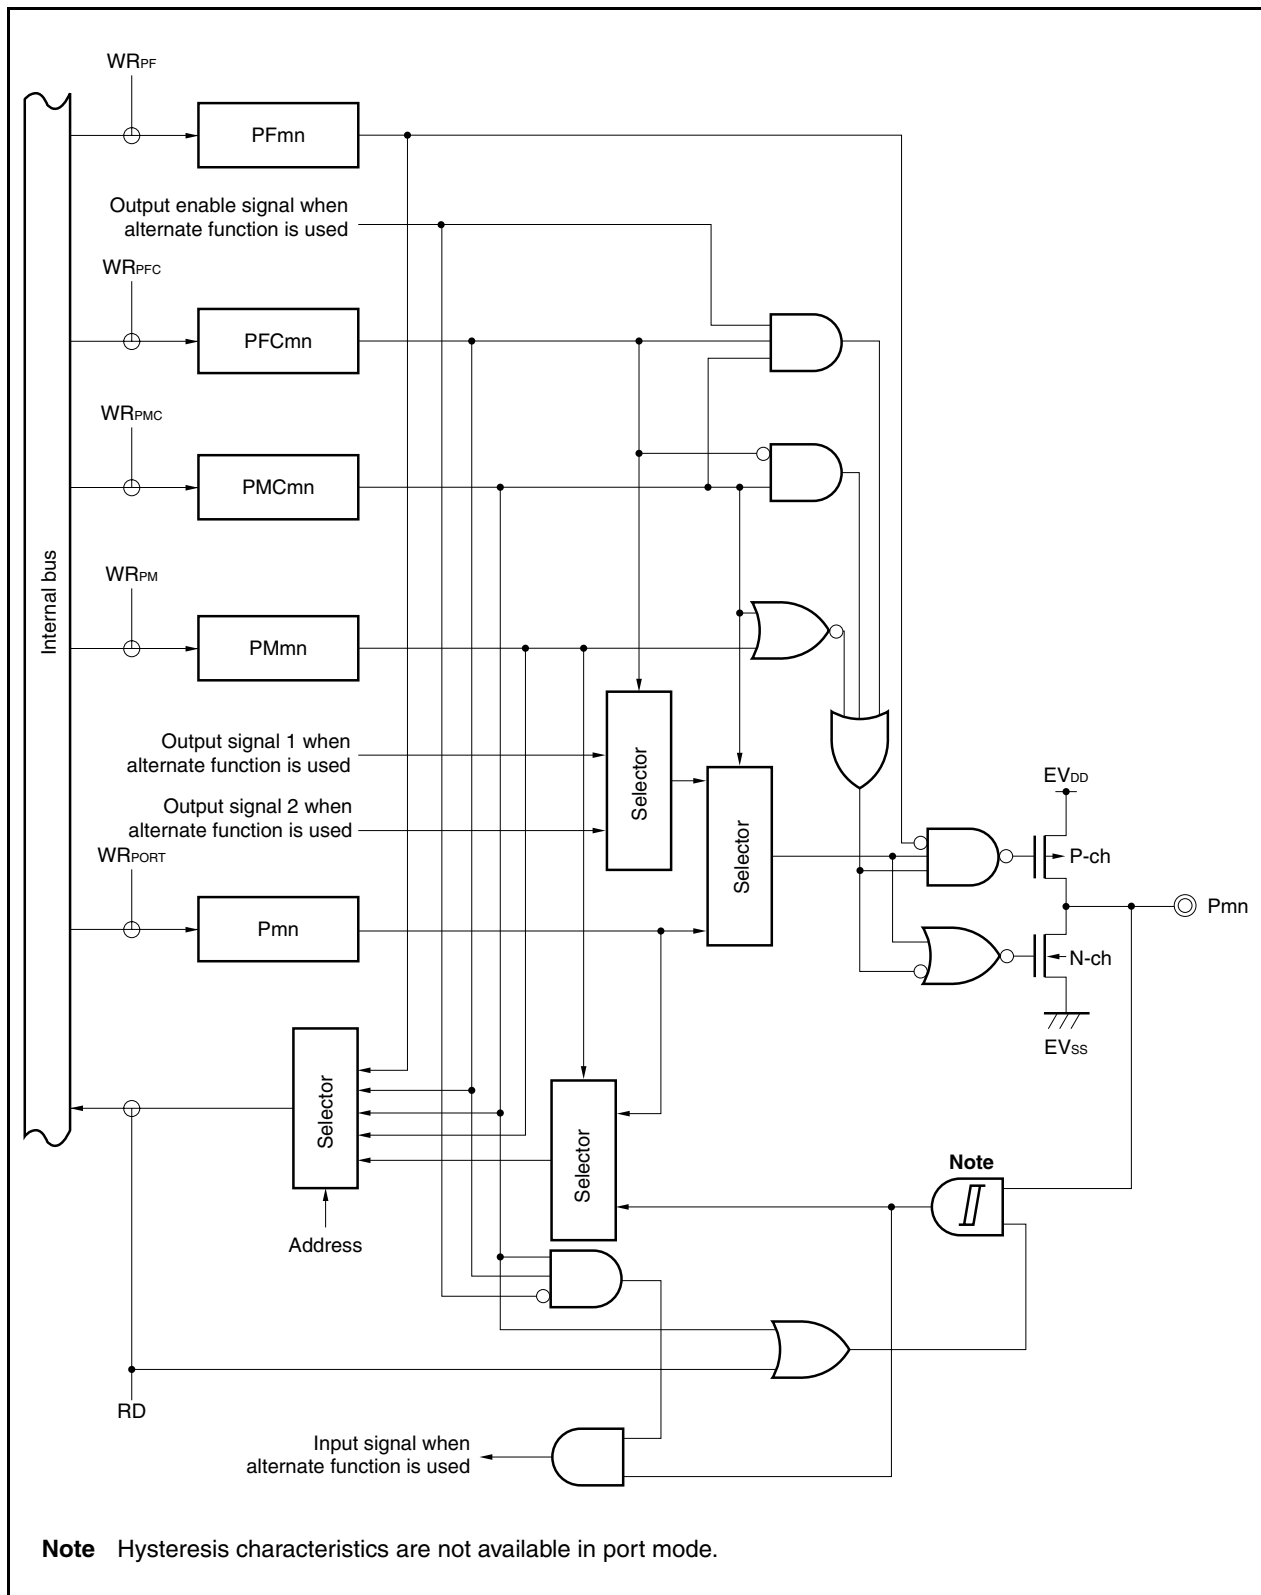 WRPF
PFmn
Output enable signal when
alternate function is used
WRPFC
PFCmn
WRPMC
PMCmn
Internal bus
WRPM
PMmn
Output signal 1 when
alternate function is used
Selector
Output signal 2 when
alternate function is used
Selector
EVDD
P-ch
WRPORT
Pmn
Pmn
N-ch
EVSS
Selector
Selector
Note
Address
RD
Input signal when
alternate function is used
Note Hysteresis characteristics are not available in port mode.